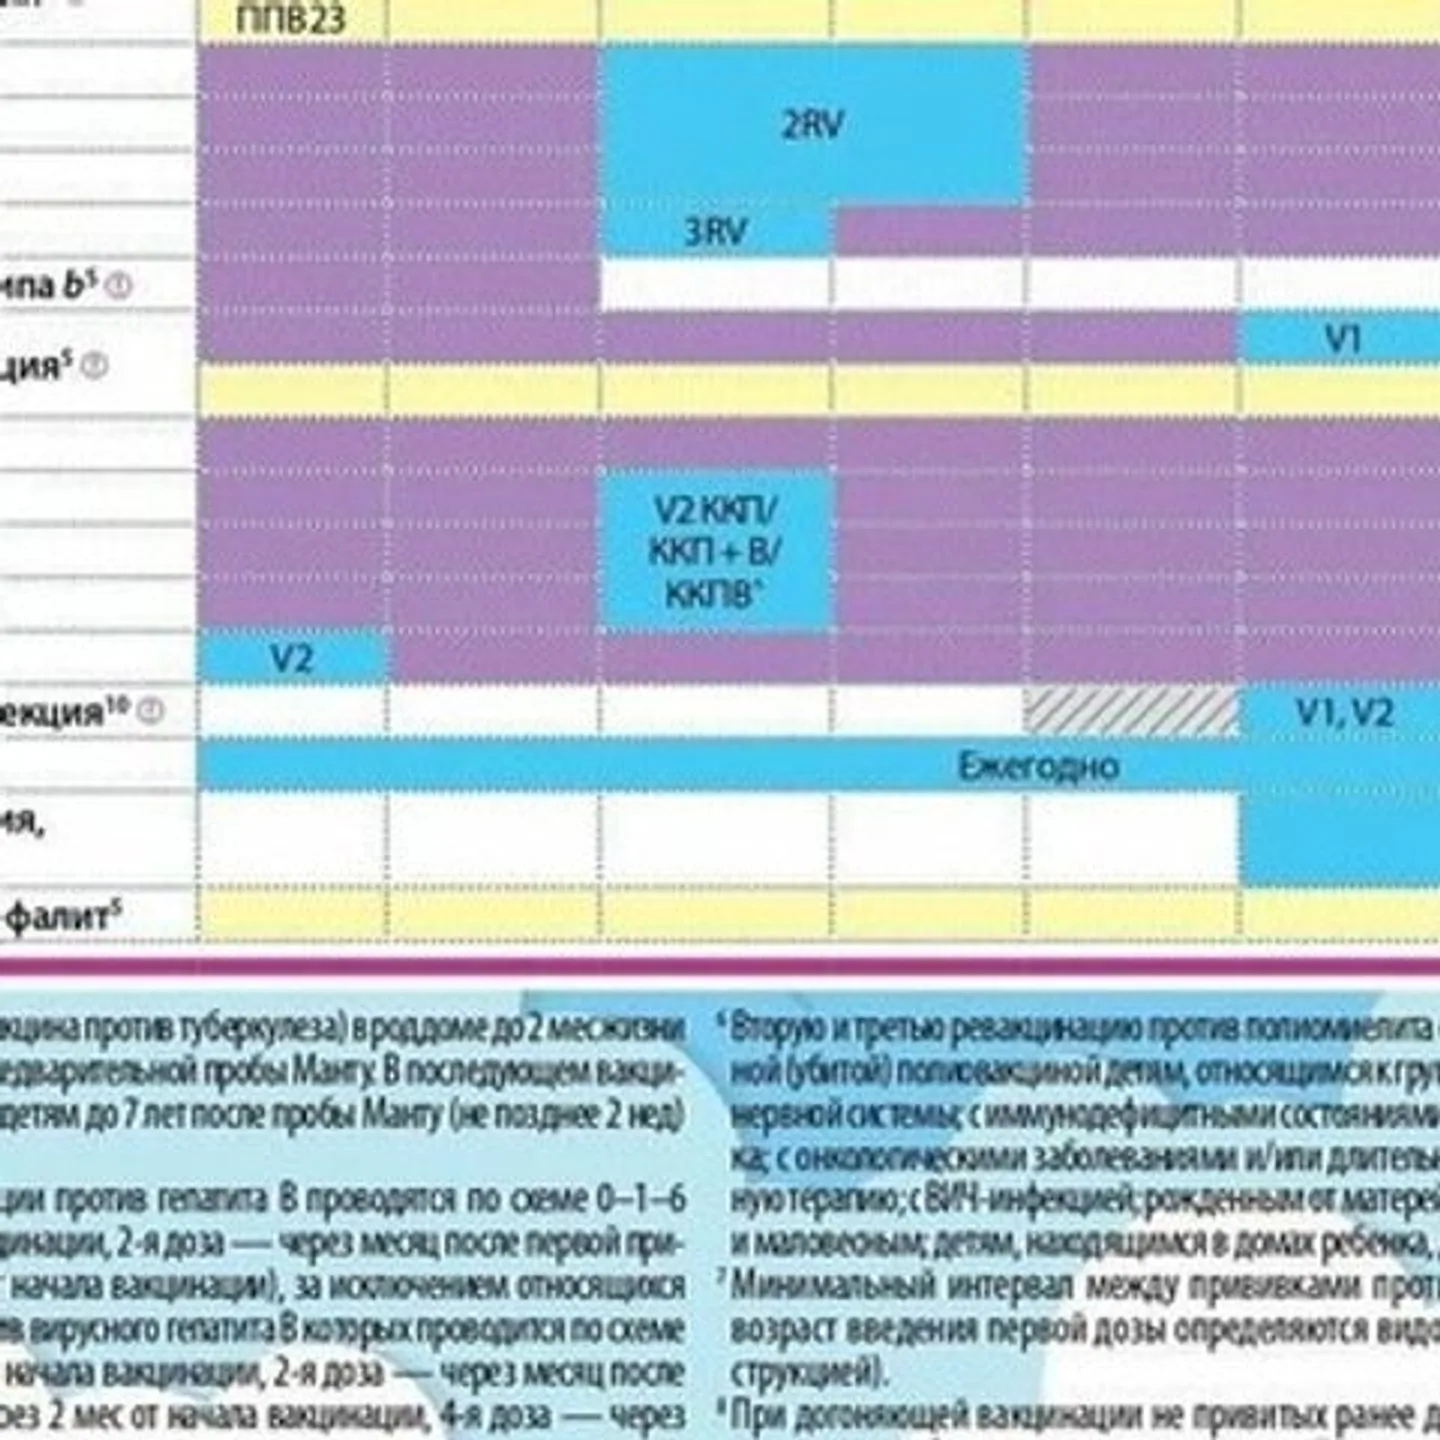 ППВ23
2RV
3RV
ипа b⁵ ?
V1
ция⁵ ?
V2 ККП/
ККП + В/
ККПВ^
V2
екция¹⁰ ?
V1, V2
Ежегодно
ия,
фалит⁵
кцина против туберкулеза) в роддоме до 2 мес жизни
едварительной пробы Манту. В последующем вакци-
детям до 7 лет после пробы Манту (не позднее 2 нед)
ции против гепатита В проводятся по схеме 0–1–6
цинации, 2-я доза — через месяц после первой при-
начала вакцинации), за исключением относящихся
ив вирусного гепатита В которых проводится по схеме
начала вакцинации, 2-я доза — через месяц после
рез 2 мес от начала вакцинации, 4-я доза — через
⁶ Вторую и третью ревакцинацию против полиомиелита
ной (убитой) полиовакциной детям, относящимся к гру
нервной системы; с иммунодефицитными состояниями
ка; с онкологическими заболеваниями и/или длитель
ную терапию; с ВИЧ-инфекцией; рожденным от матерей
и маловесным; детям, находящимся в домах ребенка,
⁷ Минимальный интервал между прививками прот
возраст введения первой дозы определяются видо
струкцией).
⁸ При догоняющей вакцинации не привитых ранее д